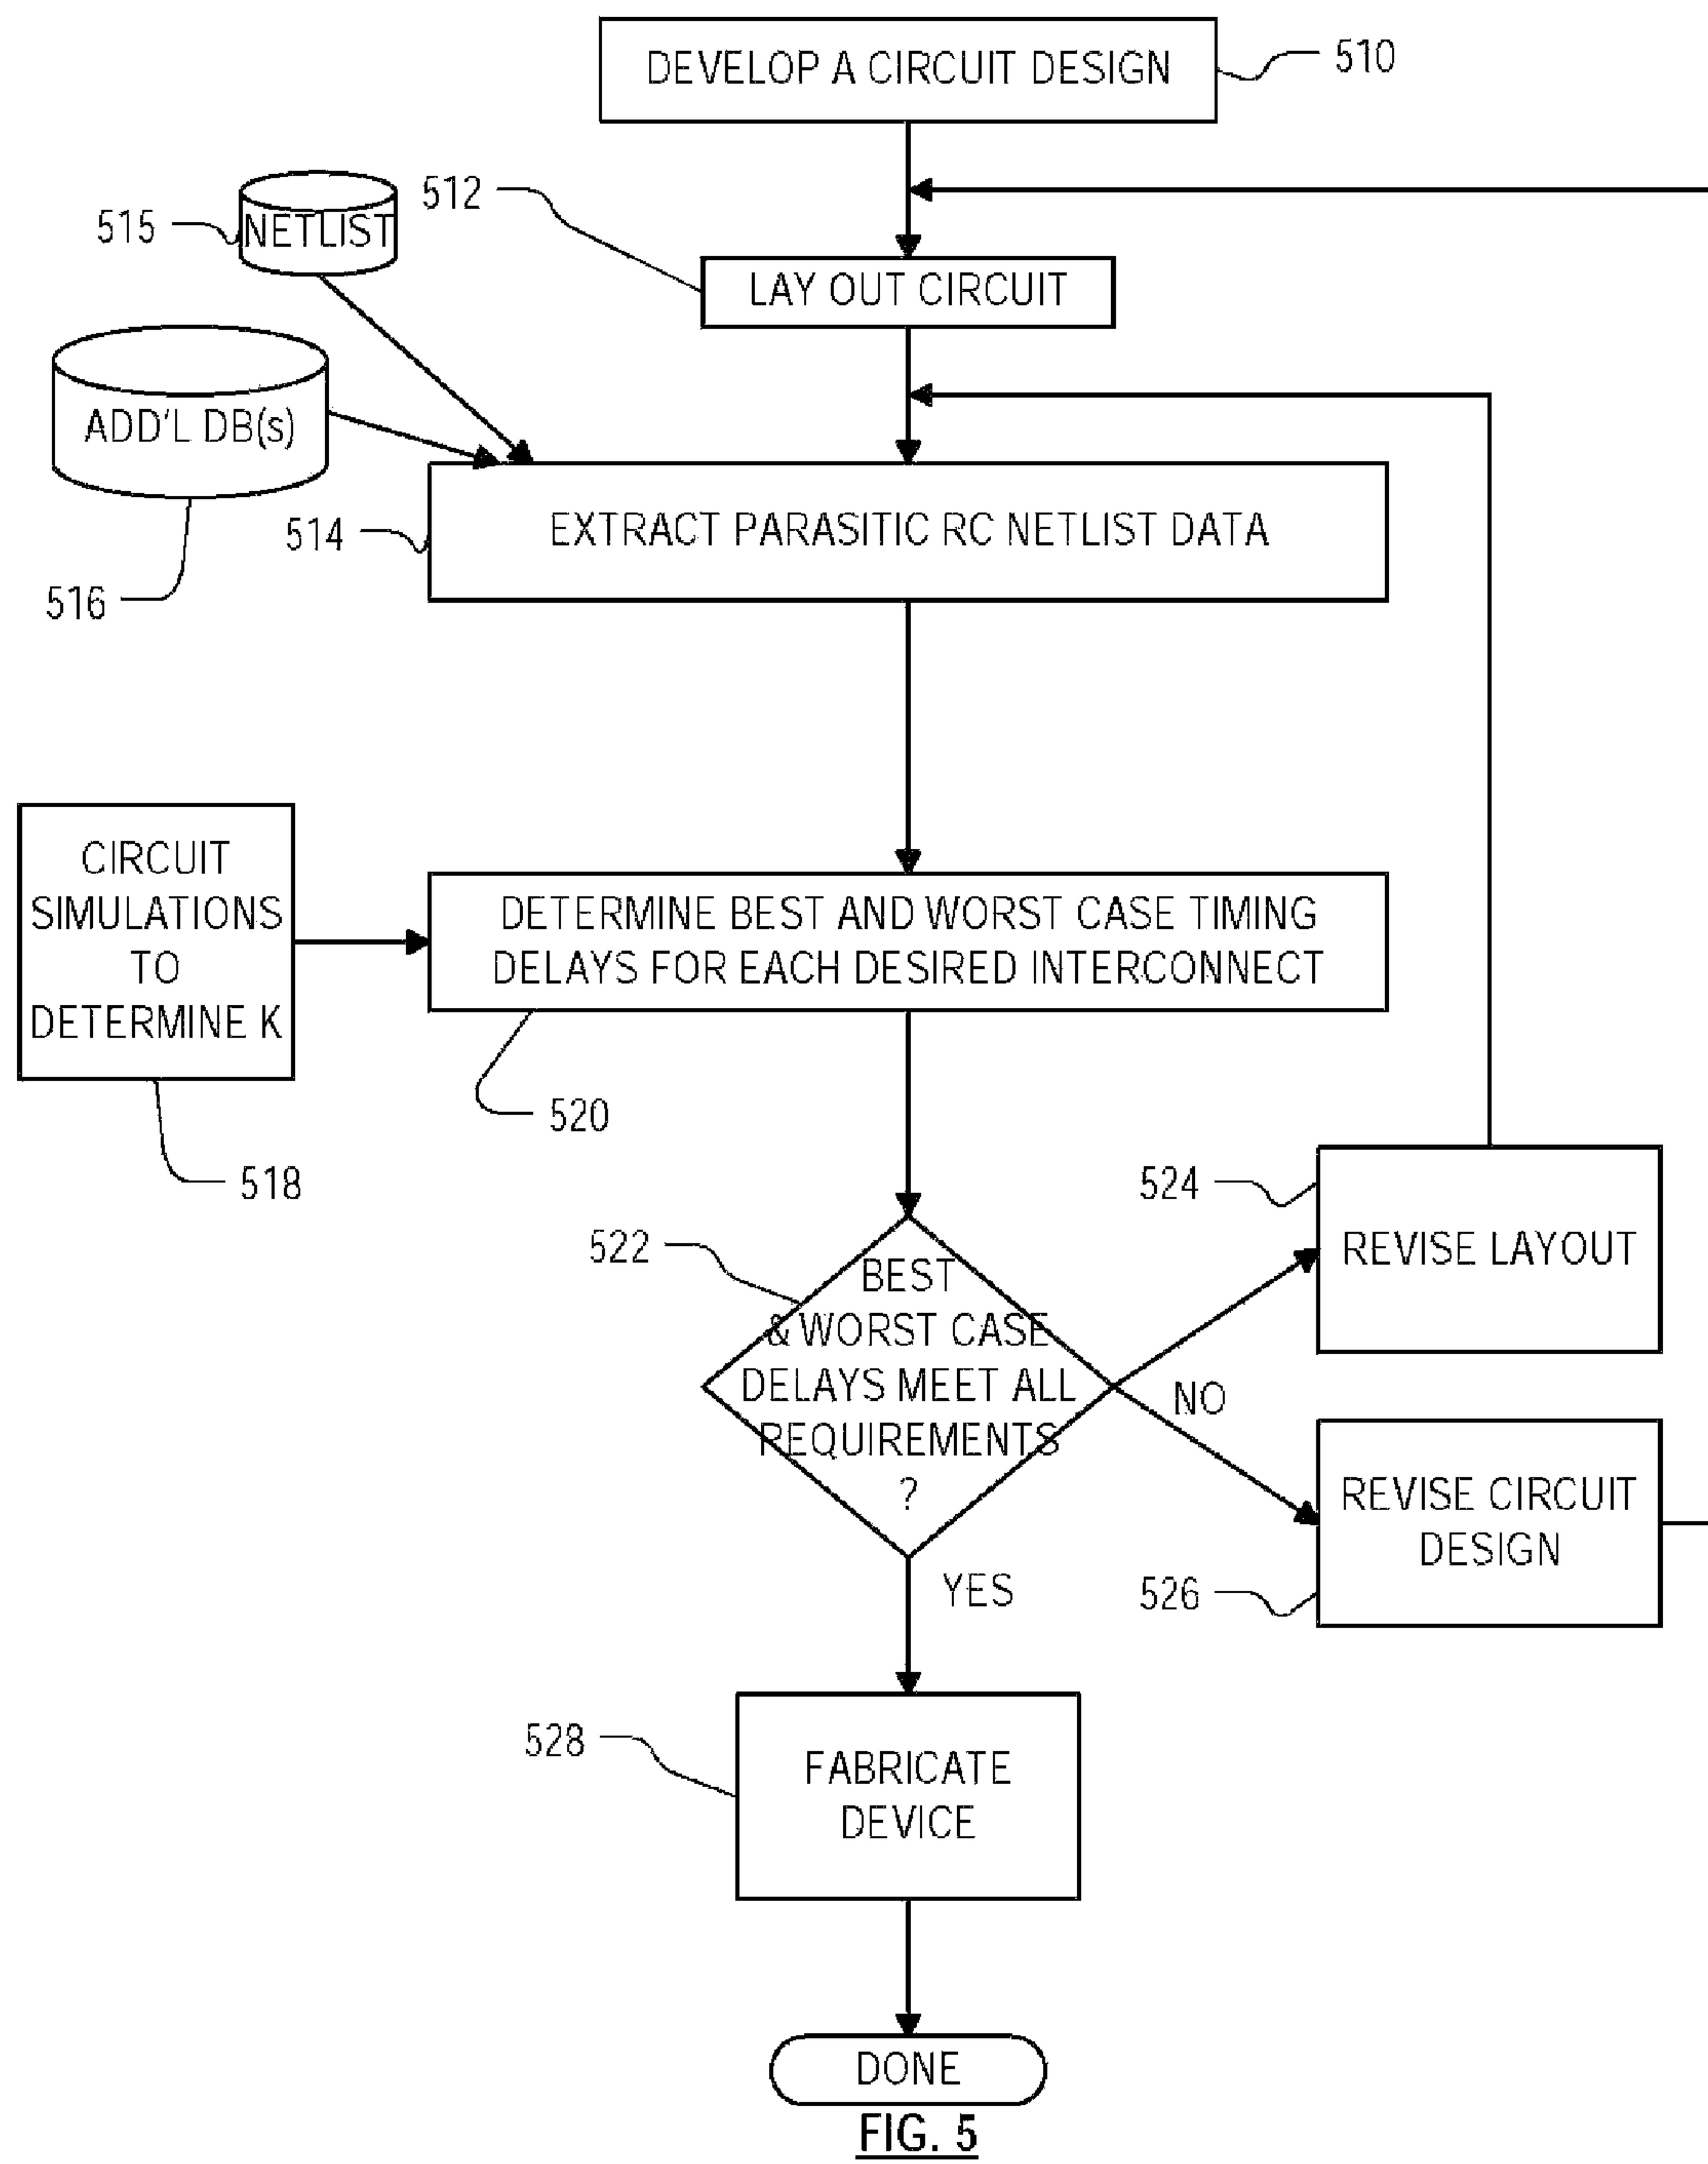 DEVELOP A CIRCUIT DESIGN
510
512
515
NETLIST
LAY OUT CIRCUIT
ADD'L DB(s)
514
EXTRACT PARASITIC RC NETLIST DATA
516
CIRCUIT
SIMULATIONS
TO
DETERMINE K
DETERMINE BEST AND WORST CASE TIMING
DELAYS FOR EACH DESIRED INTERCONNECT
520
518
524
522
BEST
& WORST CASE
DELAYS MEET ALL
REQUIREMENTS
?
REVISE LAYOUT
NO
REVISE CIRCUIT
DESIGN
526
YES
528
FABRICATE
DEVICE
DONE
FIG. 5